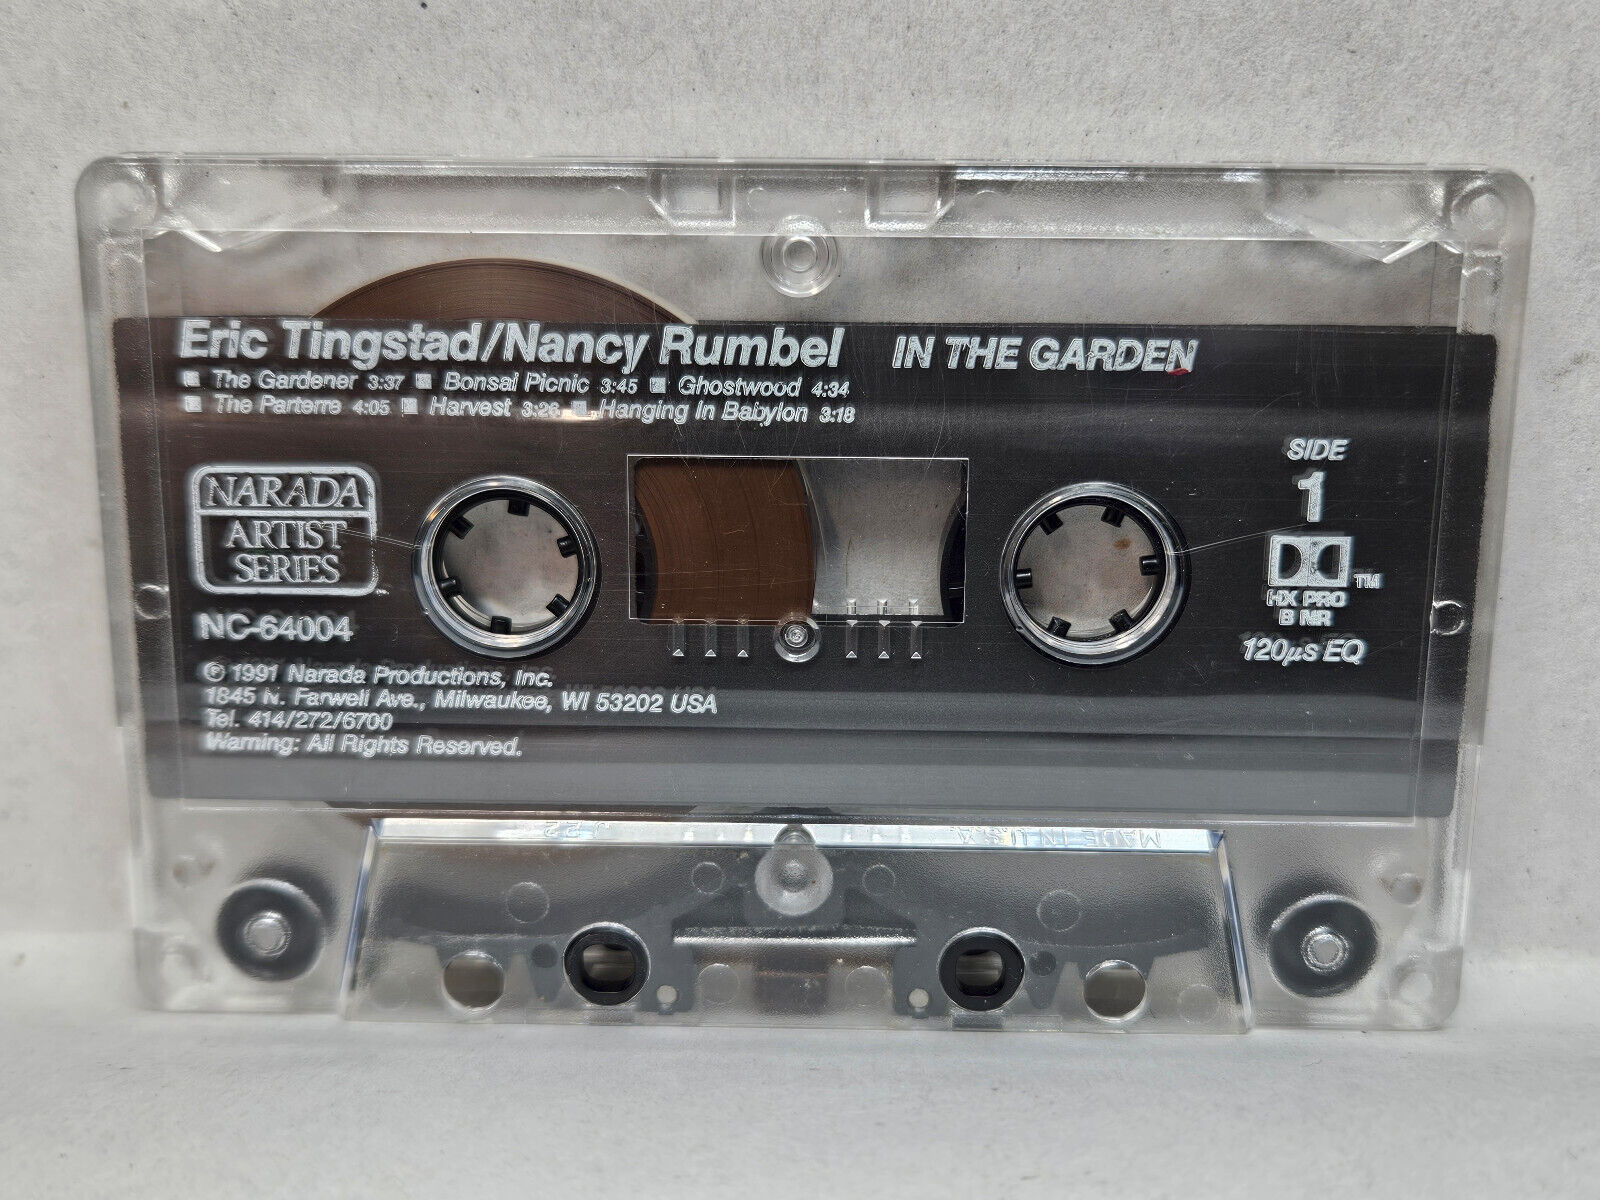 Eric Tingstad/Nancy Rumbel IN THE GARDEN
■ The Gardener 3:37 ■ Bonsai Picnic 3:45 ■ Ghostwood 4:34
■ The Parterre 4:05 ■ Harvest 3:26 ■ Hanging In Babylon 3:18
SIDE
1
NARADA
ARTIST
SERIES
NC-64004
HX PRO
B NR
™
120µs EQ
℗ 1991 Narada Productions, Inc.
1845 N. Farwell Ave., Milwaukee, WI 53202 USA
Tel. 414/272/6700
Warning: All Rights Reserved.
MADE IN U.S.A.